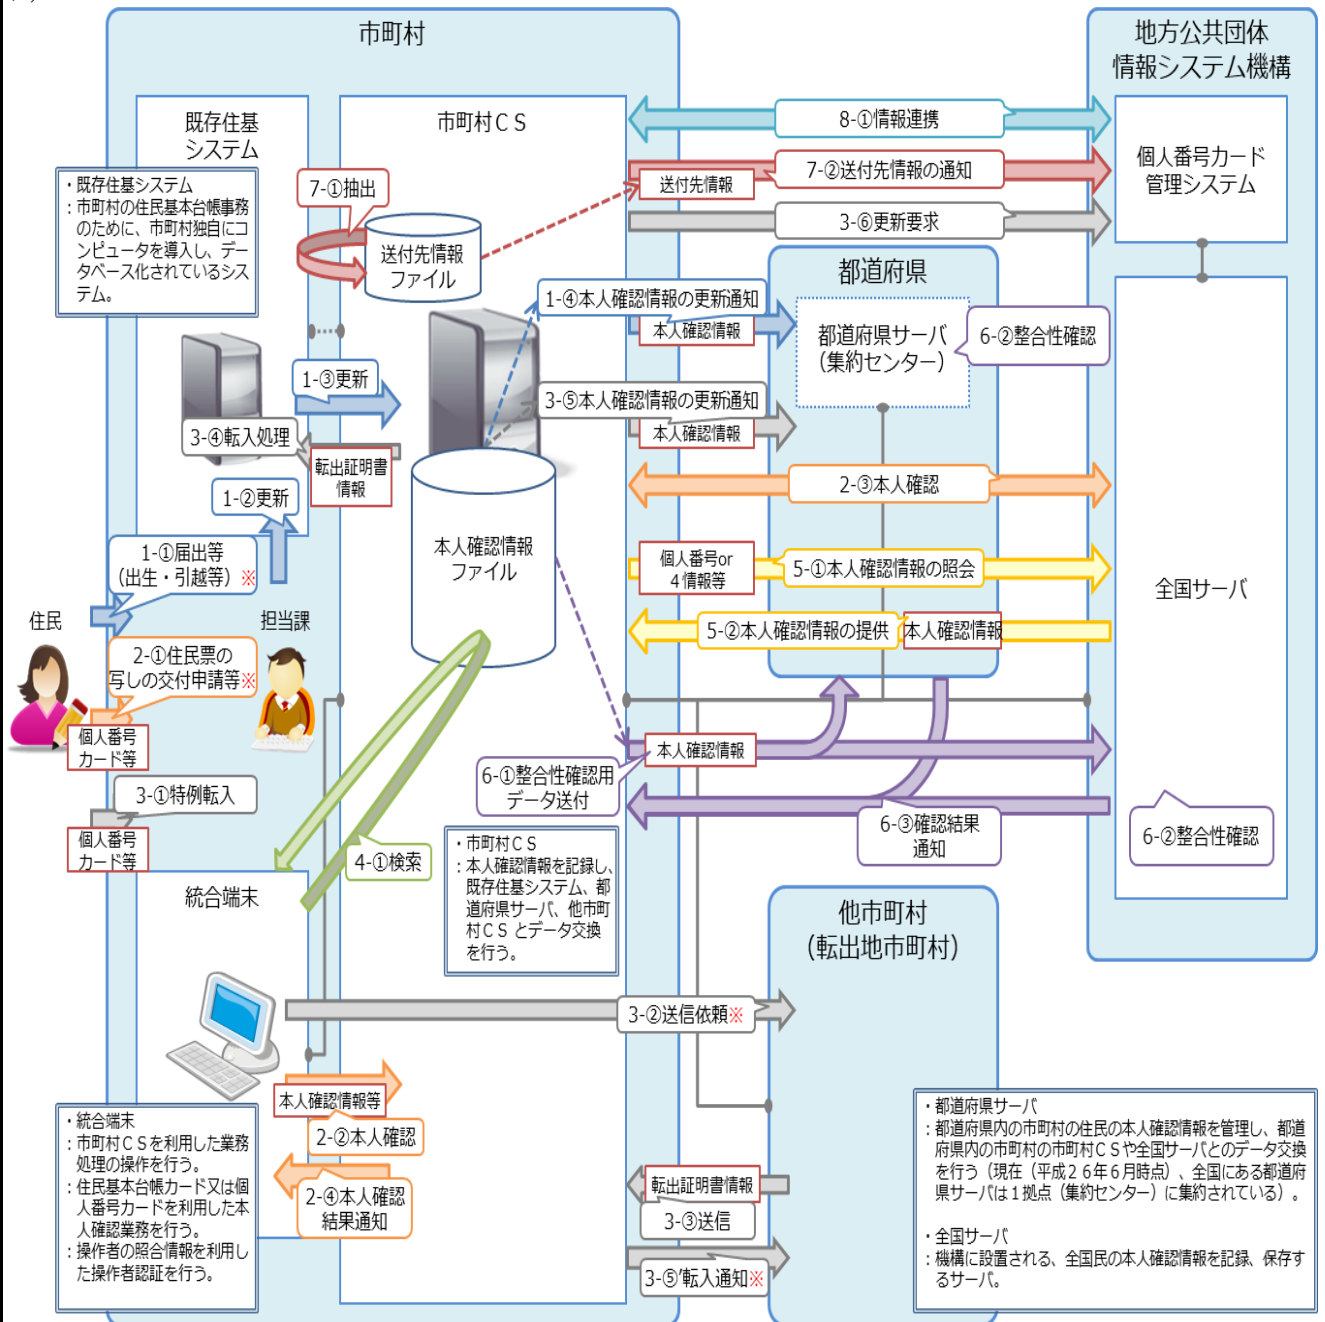 市町村
地方公共団体
情報システム機構
既存住基
システム
市町村ＣＳ
8-①情報連携
個人番号カード
管理システム
・既存住基システム
：市町村の住民基本台帳事務
のために、市町村独自にコ
ンピュータを導入し、デー
タベース化されているシス
テム。
7-①抽出
送付先情報
7-②送付先情報の通知
3-⑥更新要求
送付先情報
ファイル
都道府県
1-④本人確認情報の更新通知
本人確認情報
都道府県サーバ
（集約センター）
6-②整合性確認
1-③更新
3-⑤本人確認情報の更新通知
本人確認情報
3-④転入処理
転出証明書
情報
2-③本人確認
1-②更新
本人確認情報
ファイル
1-①届出等
（出生・引越等）※
個人番号or
４情報等
5-①本人確認情報の照会
全国サーバ
住民
担当課
5-②本人確認情報の提供
本人確認情報
2-①住民票の
写しの交付申請等※
個人番号
カード等
本人確認情報
6-①整合性確認用
データ送付
3-①特例転入
個人番号
カード等
6-③確認結果
通知
6-②整合性確認
4-①検索
・市町村CS
：本人確認情報を記録し、
既存住基システム、都
道府県サーバ、他市町
村ＣＳ とデータ交換
を行う。
統合端末
他市町村
（転出地市町村）
3-②送信依頼※
本人確認情報等
2-②本人確認
・統合端末
：市町村ＣＳを利用した業務
処理の操作を行う。
：住民基本台帳カード又は個
人番号カードを利用した本
人確認業務を行う。
：操作者の照合情報を利用し
た操作者認証を行う。
2-④本人確認
結果通知
転出証明書情報
3-③送信
3-⑤’転入通知※
・都道府県サーバ
：都道府県内の市町村の住民の本人確認情報を管理し、都道
府県内の市町村の市町村ＣＳや全国サーバとのデータ交換
を行う（現在（平成２６年６月時点）、全国にある都道府
県サーバは１拠点（集約センター）に集約されている）。
・全国サーバ
：機構に設置される、全国民の本人確認情報を記録、保存す
るサーバ。